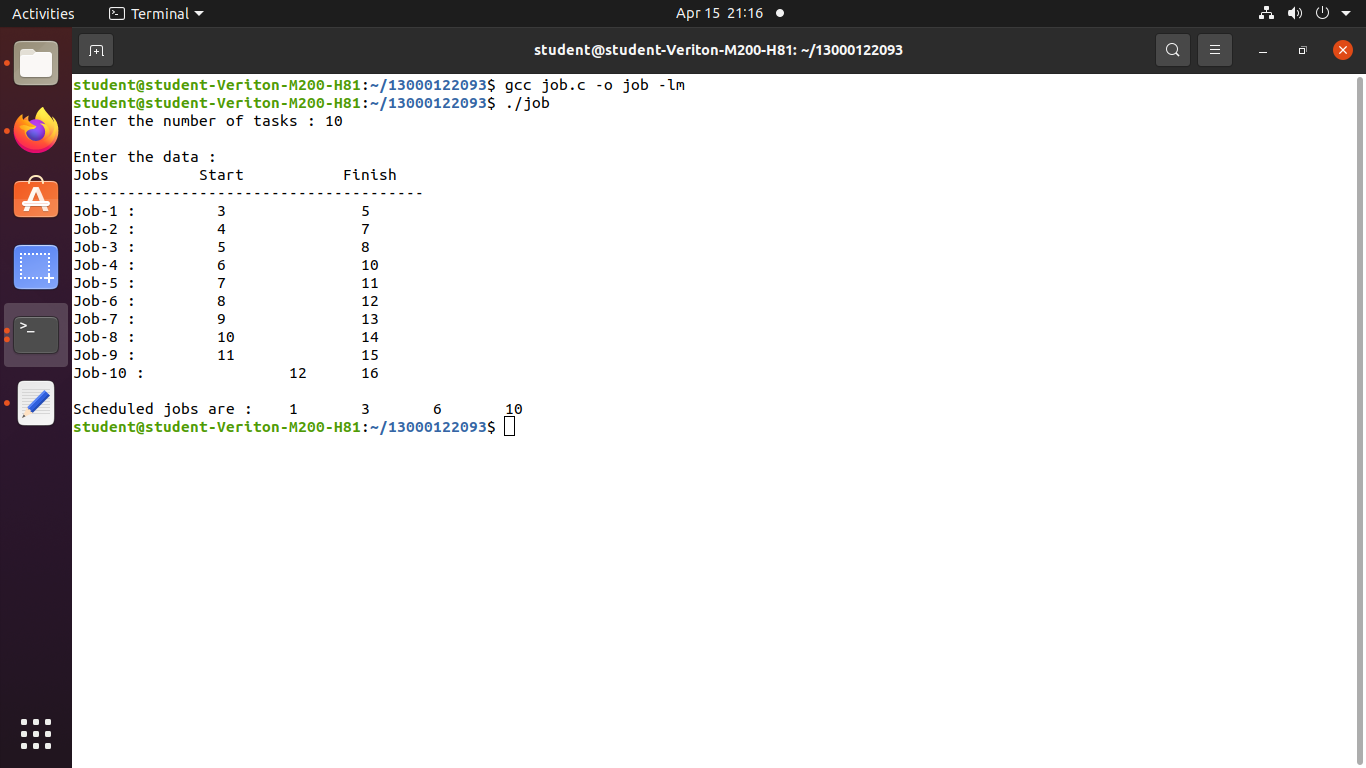 Activities Terminal Apr 15 21:16
student@student-Veriton-M200-H81: ~/13000122093
student@student-Veriton-M200-H81:~/13000122093$ gcc job.c -o job -lm
student@student-Veriton-M200-H81:~/13000122093$ ./job
Enter the number of tasks : 10
Enter the data :
Jobs Start Finish
---------------------------------------
Job-1 : 3 5
Job-2 : 4 7
Job-3 : 5 8
Job-4 : 6 10
Job-5 : 7 11
Job-6 : 8 12
Job-7 : 9 13
Job-8 : 10 14
Job-9 : 11 15
Job-10 : 12 16
Scheduled jobs are : 1 3 6 10
student@student-Veriton-M200-H81:~/13000122093$